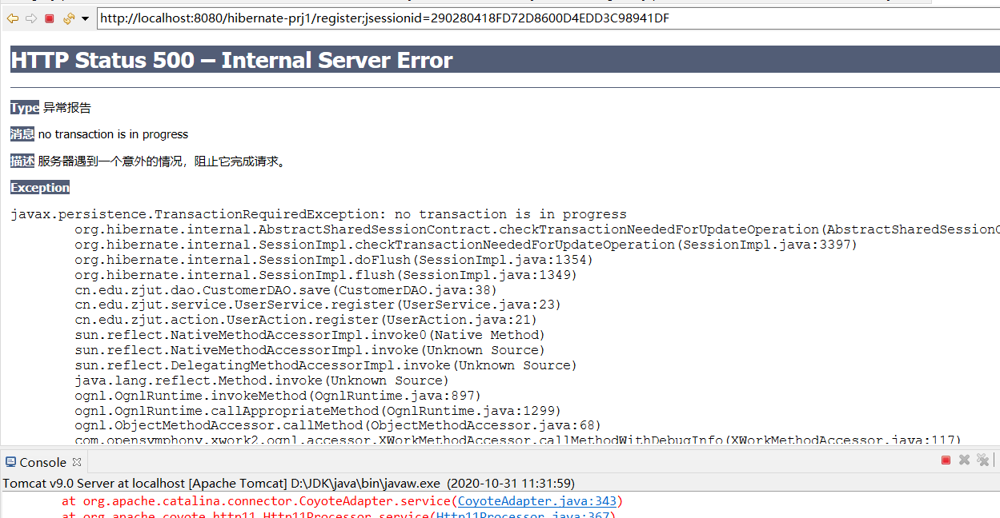 http://localhost:8080/hibernate-prj1/register;jsessionid=290280418FD72D8600D4EDD3C98941DF
HTTP Status 500 – Internal Server Error
Type 异常报告
消息 no transaction is in progress
描述 服务器遇到一个意外的情况，阻止它完成请求。
Exception
javax.persistence.TransactionRequiredException: no transaction is in progress
org.hibernate.internal.AbstractSharedSessionContract.checkTransactionNeededForUpdateOperation(AbstractSharedSession
org.hibernate.internal.SessionImpl.checkTransactionNeededForUpdateOperation(SessionImpl.java:3397)
org.hibernate.internal.SessionImpl.doFlush(SessionImpl.java:1354)
org.hibernate.internal.SessionImpl.flush(SessionImpl.java:1349)
cn.edu.zjut.dao.CustomerDAO.save(CustomerDAO.java:38)
cn.edu.zjut.service.UserService.register(UserService.java:23)
cn.edu.zjut.action.UserAction.register(UserAction.java:21)
sun.reflect.NativeMethodAccessorImpl.invoke0(Native Method)
sun.reflect.NativeMethodAccessorImpl.invoke(Unknown Source)
sun.reflect.DelegatingMethodAccessorImpl.invoke(Unknown Source)
java.lang.reflect.Method.invoke(Unknown Source)
ognl.OgnlRuntime.invokeMethod(OgnlRuntime.java:897)
ognl.OgnlRuntime.callAppropriateMethod(OgnlRuntime.java:1299)
ognl.ObjectMethodAccessor.callMethod(ObjectMethodAccessor.java:68)
com.opensymphony.xwork2.ognl.accessor.XWorkMethodAccessor.callMethodWithDebugInfo(XWorkMethodAccessor.java:117)
Console
Tomcat v9.0 Server at localhost [Apache Tomcat] D:\JDK\java\bin\javaw.exe (2020-10-31 11:31:59)
at org.apache.catalina.connector.CoyoteAdapter.service(CoyoteAdapter.java:343)
at org.apache.coyote.http11.Http11Processor.service(Http11Processor.java:367)